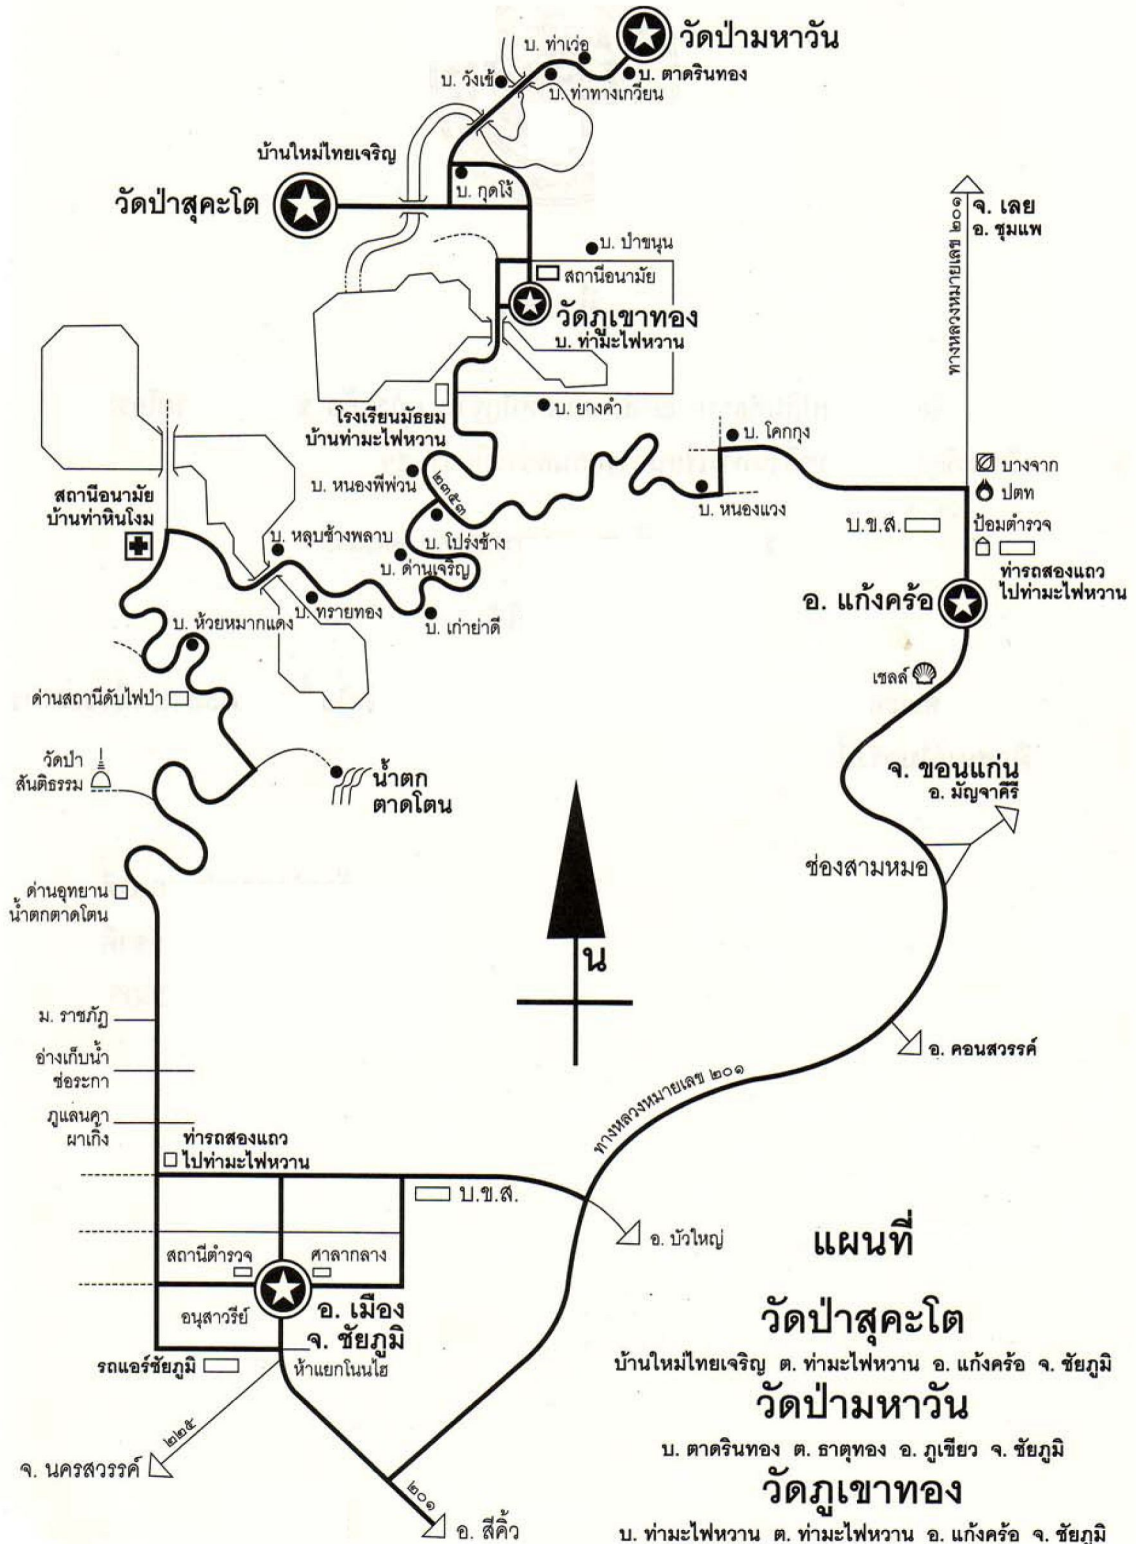 วัดป่ามหาวัน
บ. ท่าเว่อ
บ. วังเข้
บ. ตาดรินทอง
บ. ท่าทางเกวียน
บ้านใหม่ไทยเจริญ
วัดป่าสุคะโต
บ. กุดโง้
จ. เลย
อ. ชุมแพ
ทางหลวงหมายเลข ๒๐๑
บ. ป่าขนุน
สถานีอนามัย
วัดภูเขาทอง
บ. ท่ามะไฟหวาน
โรงเรียนมัธยม
บ้านท่ามะไฟหวาน
บ. ยางคำ
บ. โคกกุง
บ. หนองพีพ่วน
๒๓๕๓
บางจาก
ปตท
บ. หนองแวง
สถานีอนามัย
บ้านท่าหินโงม
บ.ข.ส.
ป้อมตำรวจ
บ. หลุบช้างพลาบ
บ. โปร่งช้าง
บ. ด่านเจริญ
ท่ารถสองแถว
ไปท่ามะไฟหวาน
อ. แก้งคร้อ
บ. ทรายทอง
บ. เก่าย่าดี
บ. ห้วยหมากแดง
เชลล์
ด่านสถานีดับไฟป่า
วัดป่า
สันติธรรม
น้ำตก
ตาดโตน
จ. ขอนแก่น
อ. มัญจาคีรี
ช่องสามหมอ
ด่านอุทยาน
น้ำตกตาดโตน
น
ม. ราชภัฏ
อ. คอนสวรรค์
อ่างเก็บน้ำ
ช่อระกา
ทางหลวงหมายเลข ๒๐๑
ภูแลนคา
ผาเกิ้ง
ท่ารถสองแถว
ไปท่ามะไฟหวาน
บ.ข.ส.
อ. บัวใหญ่
สถานีตำรวจ
ศาลากลาง
อนุสาวรีย์
อ. เมือง
จ. ชัยภูมิ
รถแอร์ชัยภูมิ
ห้าแยกโนนไฮ
๒๒๕
จ. นครสวรรค์
๒๐๑
อ. สีคิ้ว
แผนที่
วัดป่าสุคะโต
บ้านใหม่ไทยเจริญ ต. ท่ามะไฟหวาน อ. แก้งคร้อ จ. ชัยภูมิ
วัดป่ามหาวัน
บ. ตาดรินทอง ต. ธาตุทอง อ. ภูเขียว จ. ชัยภูมิ
วัดภูเขาทอง
บ. ท่ามะไฟหวาน ต. ท่ามะไฟหวาน อ. แก้งคร้อ จ. ชัยภูมิ